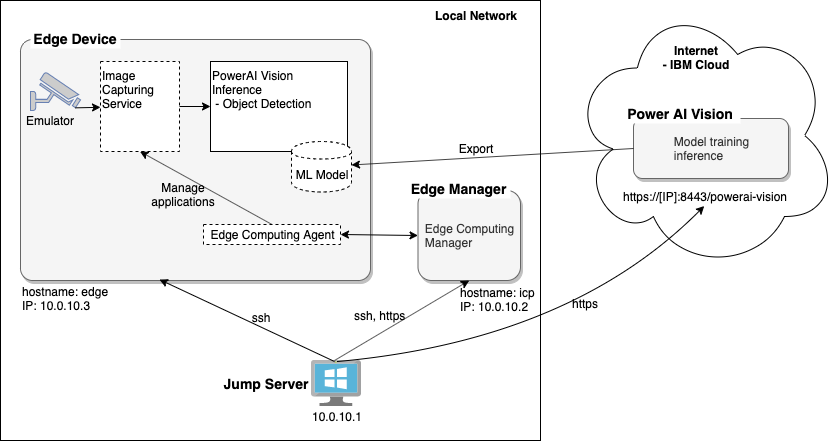 Local Network
Edge Device
Image
Capturing
Service
PowerAI Vision
Inference
- Object Detection
Emulator
ML Model
Manage
applications
Edge Computing Agent
hostname: edge
IP: 10.0.10.3
Edge Manager
Edge Computing
Manager
hostname: icp
IP: 10.0.10.2
Export
Internet
- IBM Cloud
Power AI Vision
Model training
inference
https://[IP]:8443/powerai-vision
ssh
ssh, https
https
Jump Server
10.0.10.1